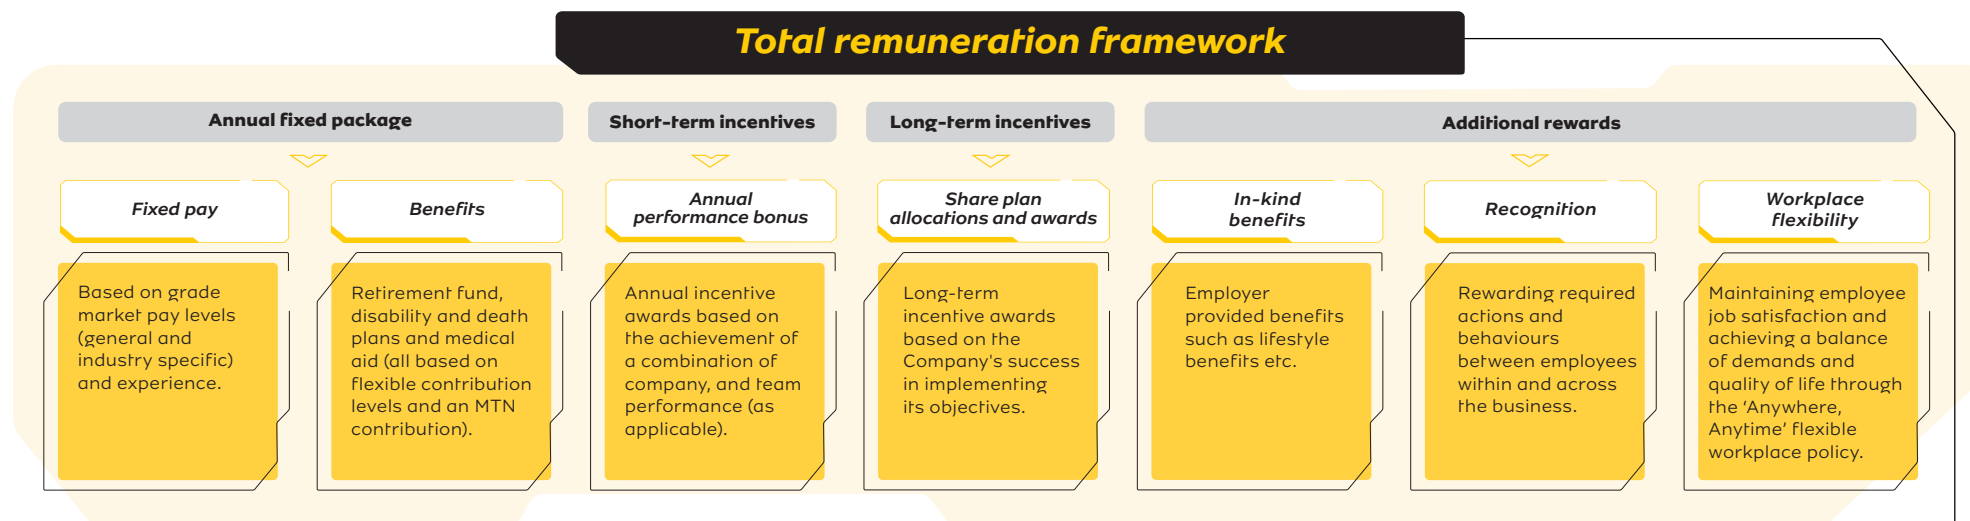 Total remuneration framework
Annual fixed package
Short-term incentives
Long-term incentives
Additional rewards
Fixed pay
Benefits
Annual
performance bonus
Share plan
allocations and awards
In-kind
benefits
Recognition
Workplace
flexibility
Based on grade
market pay levels
(general and
industry specific)
and experience.
Retirement fund,
disability and death
plans and medical
aid (all based on
flexible contribution
levels and an MTN
contribution).
Annual incentive
awards based on
the achievement of
a combination of
company, and team
performance (as
applicable).
Long-term
incentive awards
based on the
Company's success
in implementing
its objectives.
Employer
provided benefits
such as lifestyle
benefits etc.
Rewarding required
actions and
behaviours
between employees
within and across
the business.
Maintaining employee
job satisfaction and
achieving a balance
of demands and
quality of life through
the ‘Anywhere,
Anytime’ flexible
workplace policy.